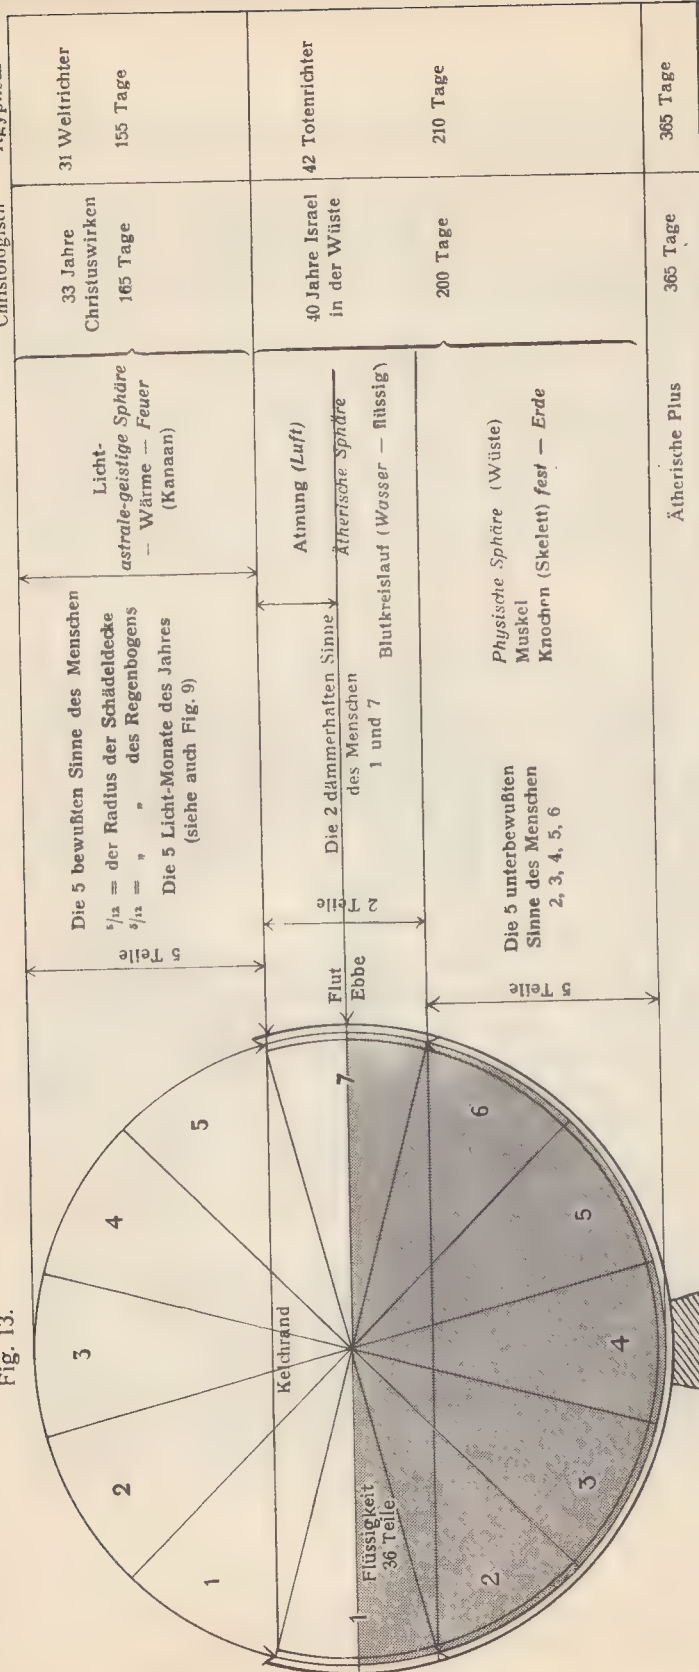 Fig. 13.
1
2
3
4
5
Kelchrand
1
7
Flüssigkeit
36 Teile
2
3
4
5
6
5 Teile
Die 5 bewußten Sinne des Menschen
5/12 = der Radius der Schädeldecke
5/12 = „ „ des Regenbogens
Die 5 Licht-Monate des Jahres
(siehe auch Fig. 9)
Flut
Ebbe
2 Teile
Die 2 dämmerhaften Sinne
des Menschen
1 und 7
5 Teile
Die 5 unterbewußten
Sinne des Menschen
2, 3, 4, 5, 6
Licht-
astrale-geistige Sphäre
— Wärme — Feuer
(Kanaan)
Atmung (Luft)
Ätherische Sphäre
Blutkreislauf (Wasser — flüssig)
Physische Sphäre (Wüste)
Muskel
Knochen (Skelett) fest — Erde
Ätherische Plus
Christologisch
33 Jahre
Christuswirken
165 Tage
40 Jahre Israel
in der Wüste
200 Tage
365 Tage
31 Weltrichter
155 Tage
42 Totenrichter
210 Tage
365 Tage